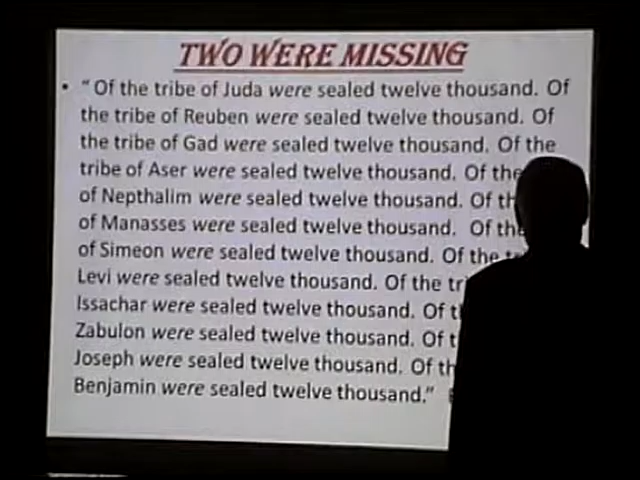 TWO WERE MISSING
• “Of the tribe of Juda were sealed twelve thousand. Of
the tribe of Reuben were sealed twelve thousand. Of
the tribe of Gad were sealed twelve thousand. Of the
tribe of Aser were sealed twelve thousand. Of the
of Nepthalim were sealed twelve thousand. Of
of Manasses were sealed twelve thousand. Of the
of Simeon were sealed twelve thousand. Of the
Levi were sealed twelve thousand. Of the
Issachar were sealed twelve thousand. Of
Zabulon were sealed twelve thousand. Of
Joseph were sealed twelve thousand. Of
Benjamin were sealed twelve thousand.”